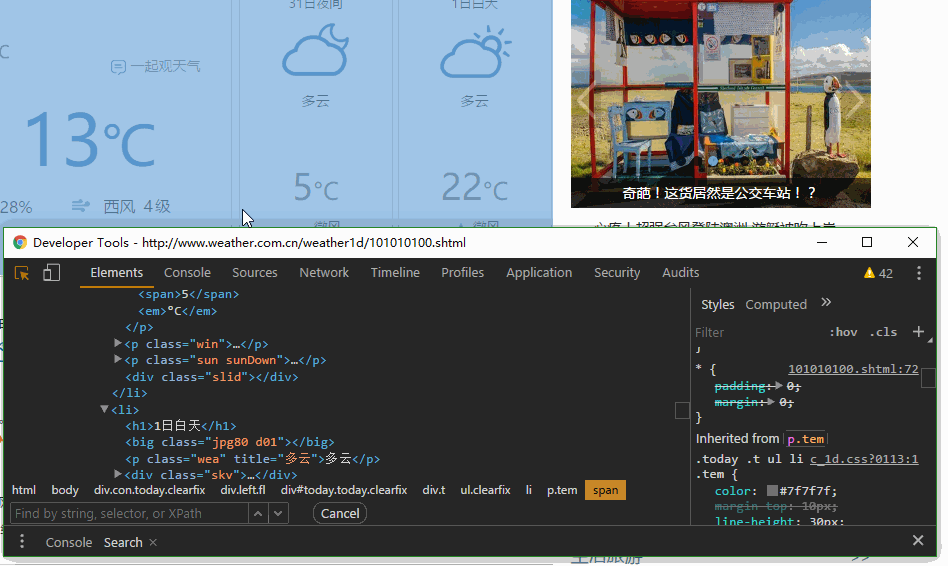 31日夜间
1日白天
℃
一起观天气
多云
多云
13℃
5℃
22℃
28%
西风 4级
微风
微风
奇葩！这货居然是公交车站！？
Developer Tools - http://www.weather.com.cn/weather1d/101010100.shtml
Elements
Console
Sources
Network
Timeline
Profiles
Application
Security
Audits
42
<span>5</span>
<em>°C</em>
</p>
<p class="win">…</p>
<p class="sun sunDown">…</p>
<div class="slid"></div>
</li>
<li>
<h1>1日白天</h1>
<big class="jpg80 d01"></big>
<p class="wea" title="多云">多云</p>
<div class="sky">…</div>
html body div.con.today.clearfix div.left.fl div#today.today.clearfix div.t ul.clearfix li p.tem span
Find by string, selector, or XPath
Cancel
Styles Computed »
Filter :hov .cls +
}
* { 101010100.shtml:72
padding: 0;
margin: 0;
}
Inherited from p.tem
.today .t ul li c_1d.css?0113:1
.tem {
color: #7f7f7f;
margin-top: 10px;
line-height: 30px;
Console Search ×
生活旅游 >>